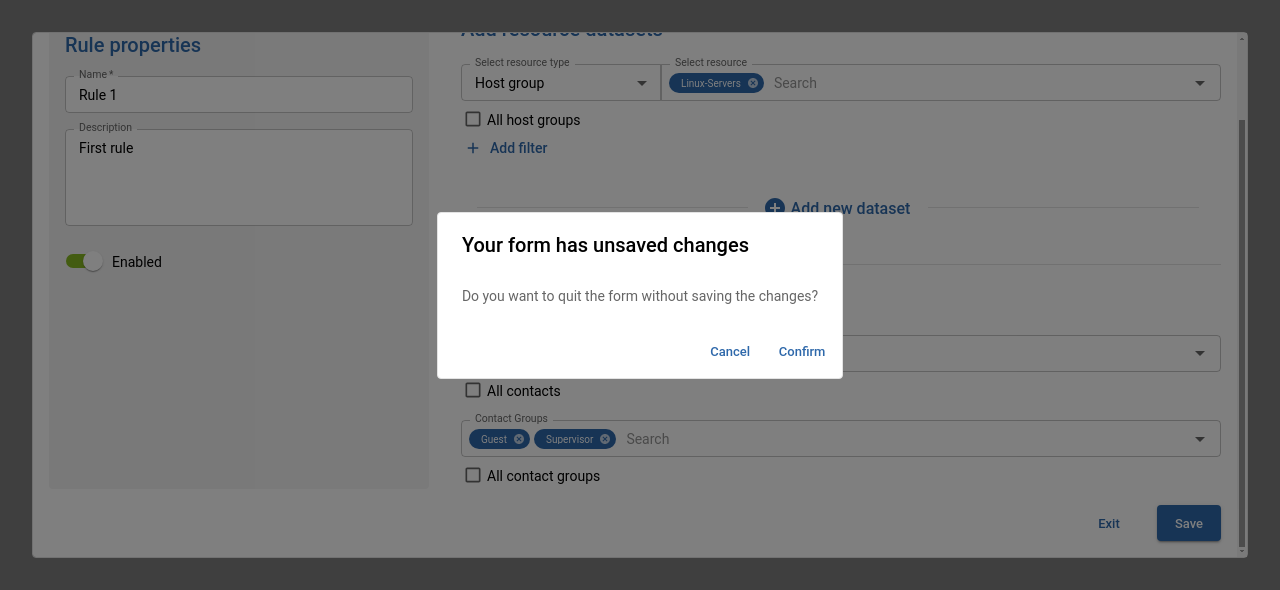 Rule properties
Name *
Rule 1
Description
First rule
Enabled
Add resource datasets
Select resource type
Host group
Select resource
Linux-Servers
Search
All host groups
+ Add filter
Add new dataset
Your form has unsaved changes
Do you want to quit the form without saving the changes?
Cancel
Confirm
All contacts
Contact Groups
Guest
Supervisor
Search
All contact groups
Exit
Save